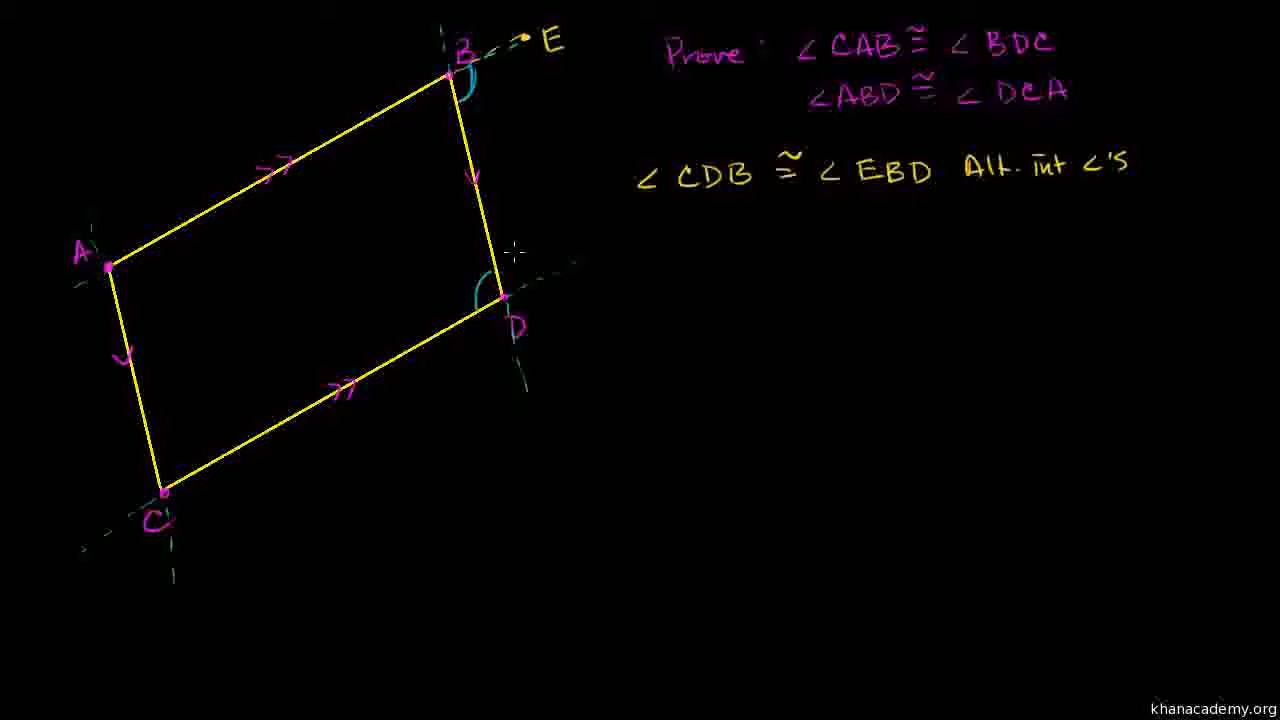 B E
Prove: ∠ CAB ≅ ∠ BDC
∠ABD ≅ ∠ DCA
∠ CDB ≅ ∠ EBD Alt. int ∠'s
A
D
C
khanacademy.org